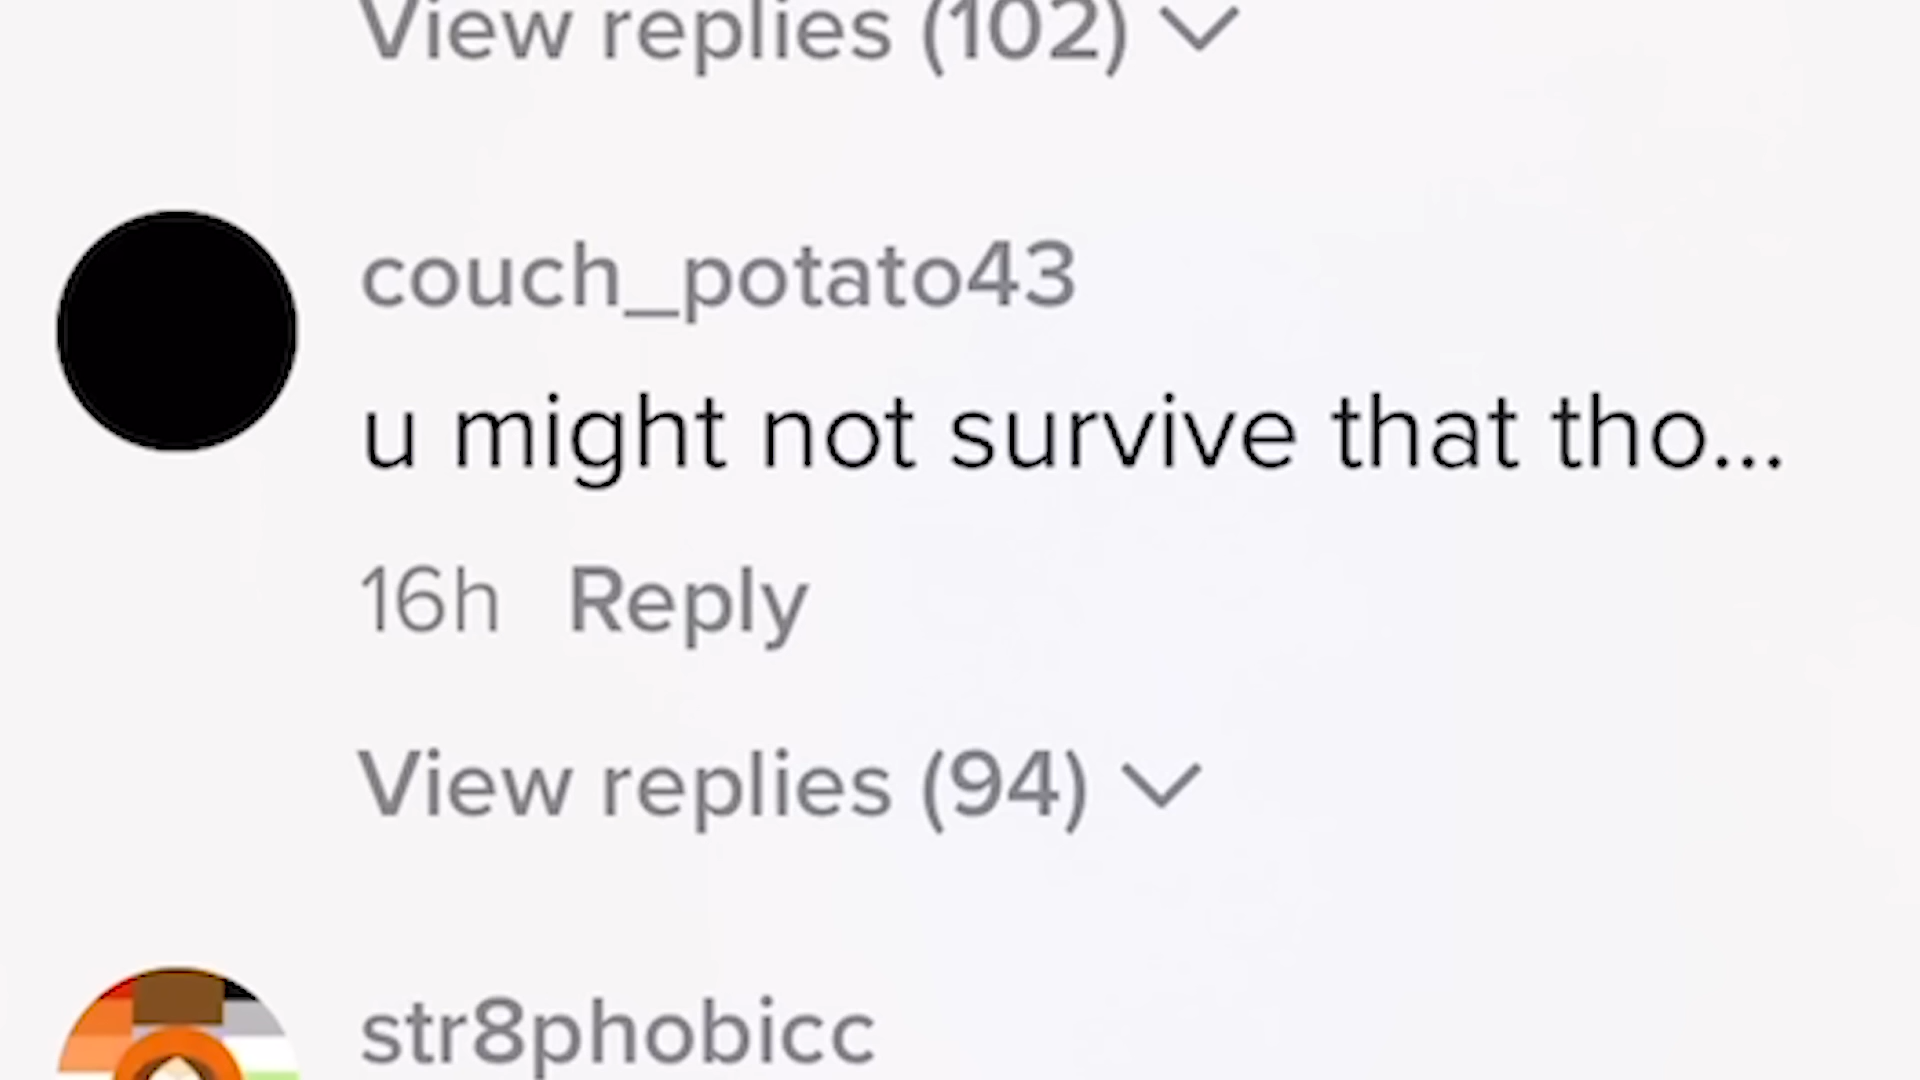 View replies (102)
couch_potato43
u might not survive that tho...
16h Reply
View replies (94)
str8phobicc